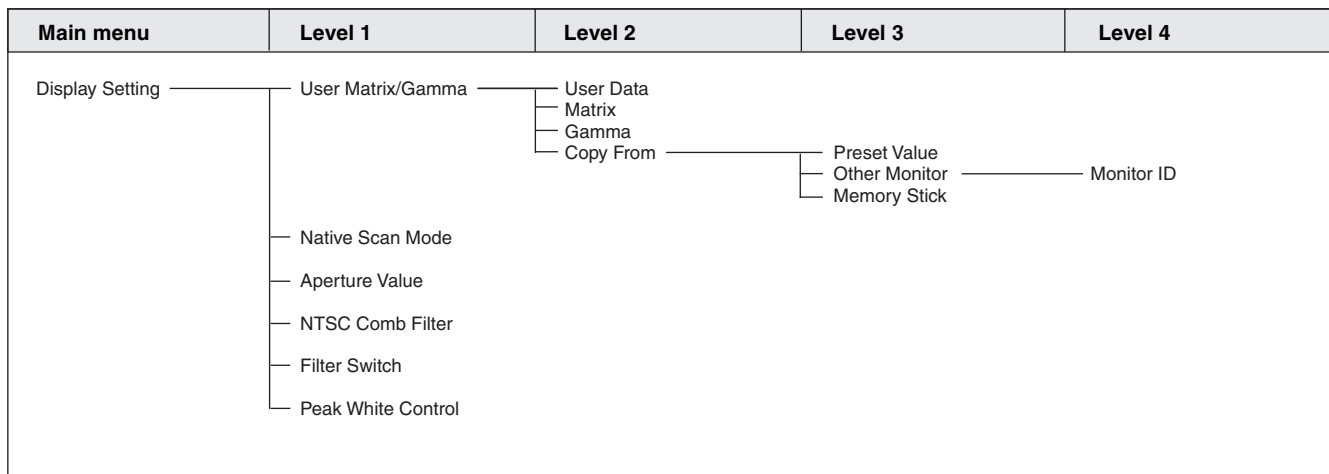 Main menu Level 1 Level 2 Level 3 Level 4
Display Setting User Matrix/Gamma User Data
Matrix
Gamma
Copy From Preset Value
Other Monitor Monitor ID
Memory Stick
Native Scan Mode
Aperture Value
NTSC Comb Filter
Filter Switch
Peak White Control